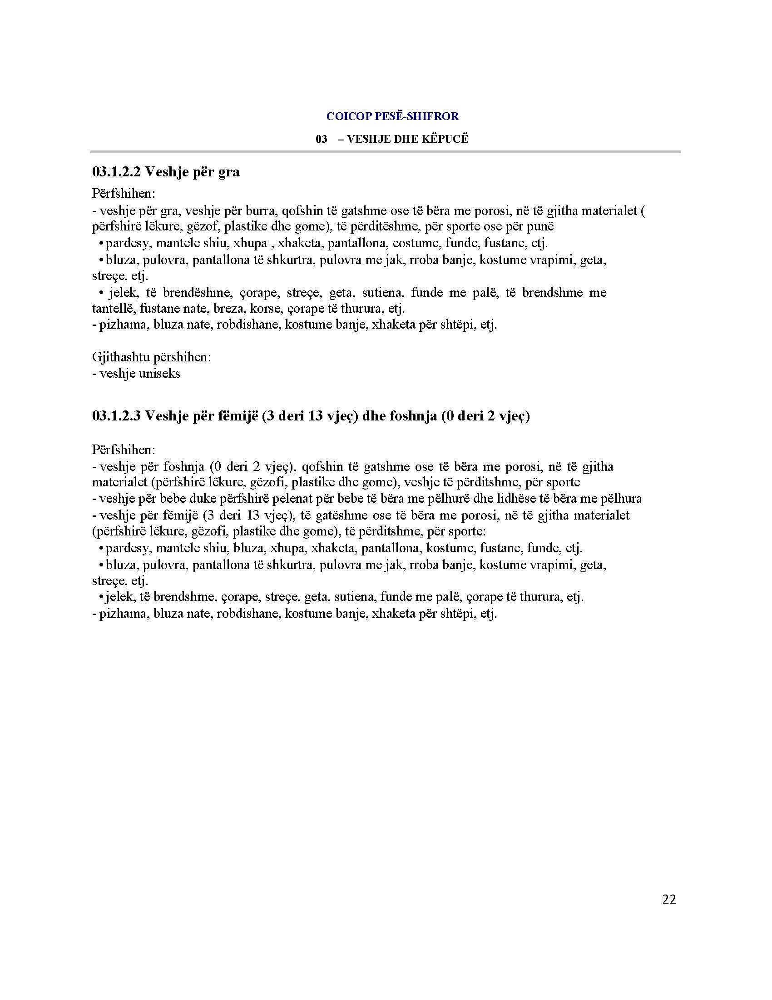 COICOP PESË-SHIFROR
03 – VESHJE DHE KËPUCË
03.1.2.2 Veshje për gra
Përfshihen:
- veshje për gra, veshje për burra, qofshin të gatshme ose të bëra me porosi, në të gjitha materialet (
përfshirë lëkure, gëzof, plastike dhe gome), të përditëshme, për sporte ose për punë
• pardesy, mantele shiu, xhupa , xhaketa, pantallona, costume, funde, fustane, etj.
• bluza, pulovra, pantallona të shkurtra, pulovra me jak, rroba banje, kostume vrapimi, geta,
streçe, etj.
• jelek, të brendëshme, çorape, streçe, geta, sutiena, funde me palë, të brendshme me
tantellë, fustane nate, breza, korse, çorape të thurura, etj.
- pizhama, bluza nate, robdishane, kostume banje, xhaketa për shtëpi, etj.
Gjithashtu përshihen:
- veshje uniseks
03.1.2.3 Veshje për fëmijë (3 deri 13 vjeç) dhe foshnja (0 deri 2 vjeç)
Përfshihen:
- veshje për foshnja (0 deri 2 vjeç), qofshin të gatshme ose të bëra me porosi, në të gjitha
materialet (përfshirë lëkure, gëzofi, plastike dhe gome), veshje të përditshme, për sporte
- veshje për bebe duke përfshirë pelenat për bebe të bëra me pëlhurë dhe lidhëse të bëra me pëlhura
- veshje për fëmijë (3 deri 13 vjeç), të gatëshme ose të bëra me porosi, në të gjitha materialet
(përfshirë lëkure, gëzofi, plastike dhe gome), të përditshme, për sporte:
• pardesy, mantele shiu, bluza, xhupa, xhaketa, pantallona, kostume, fustane, funde, etj.
• bluza, pulovra, pantallona të shkurtra, pulovra me jak, rroba banje, kostume vrapimi, geta,
streçe, etj.
• jelek, të brendshme, çorape, streçe, geta, sutiena, funde me palë, çorape të thurura, etj.
- pizhama, bluza nate, robdishane, kostume banje, xhaketa për shtëpi, etj.
22